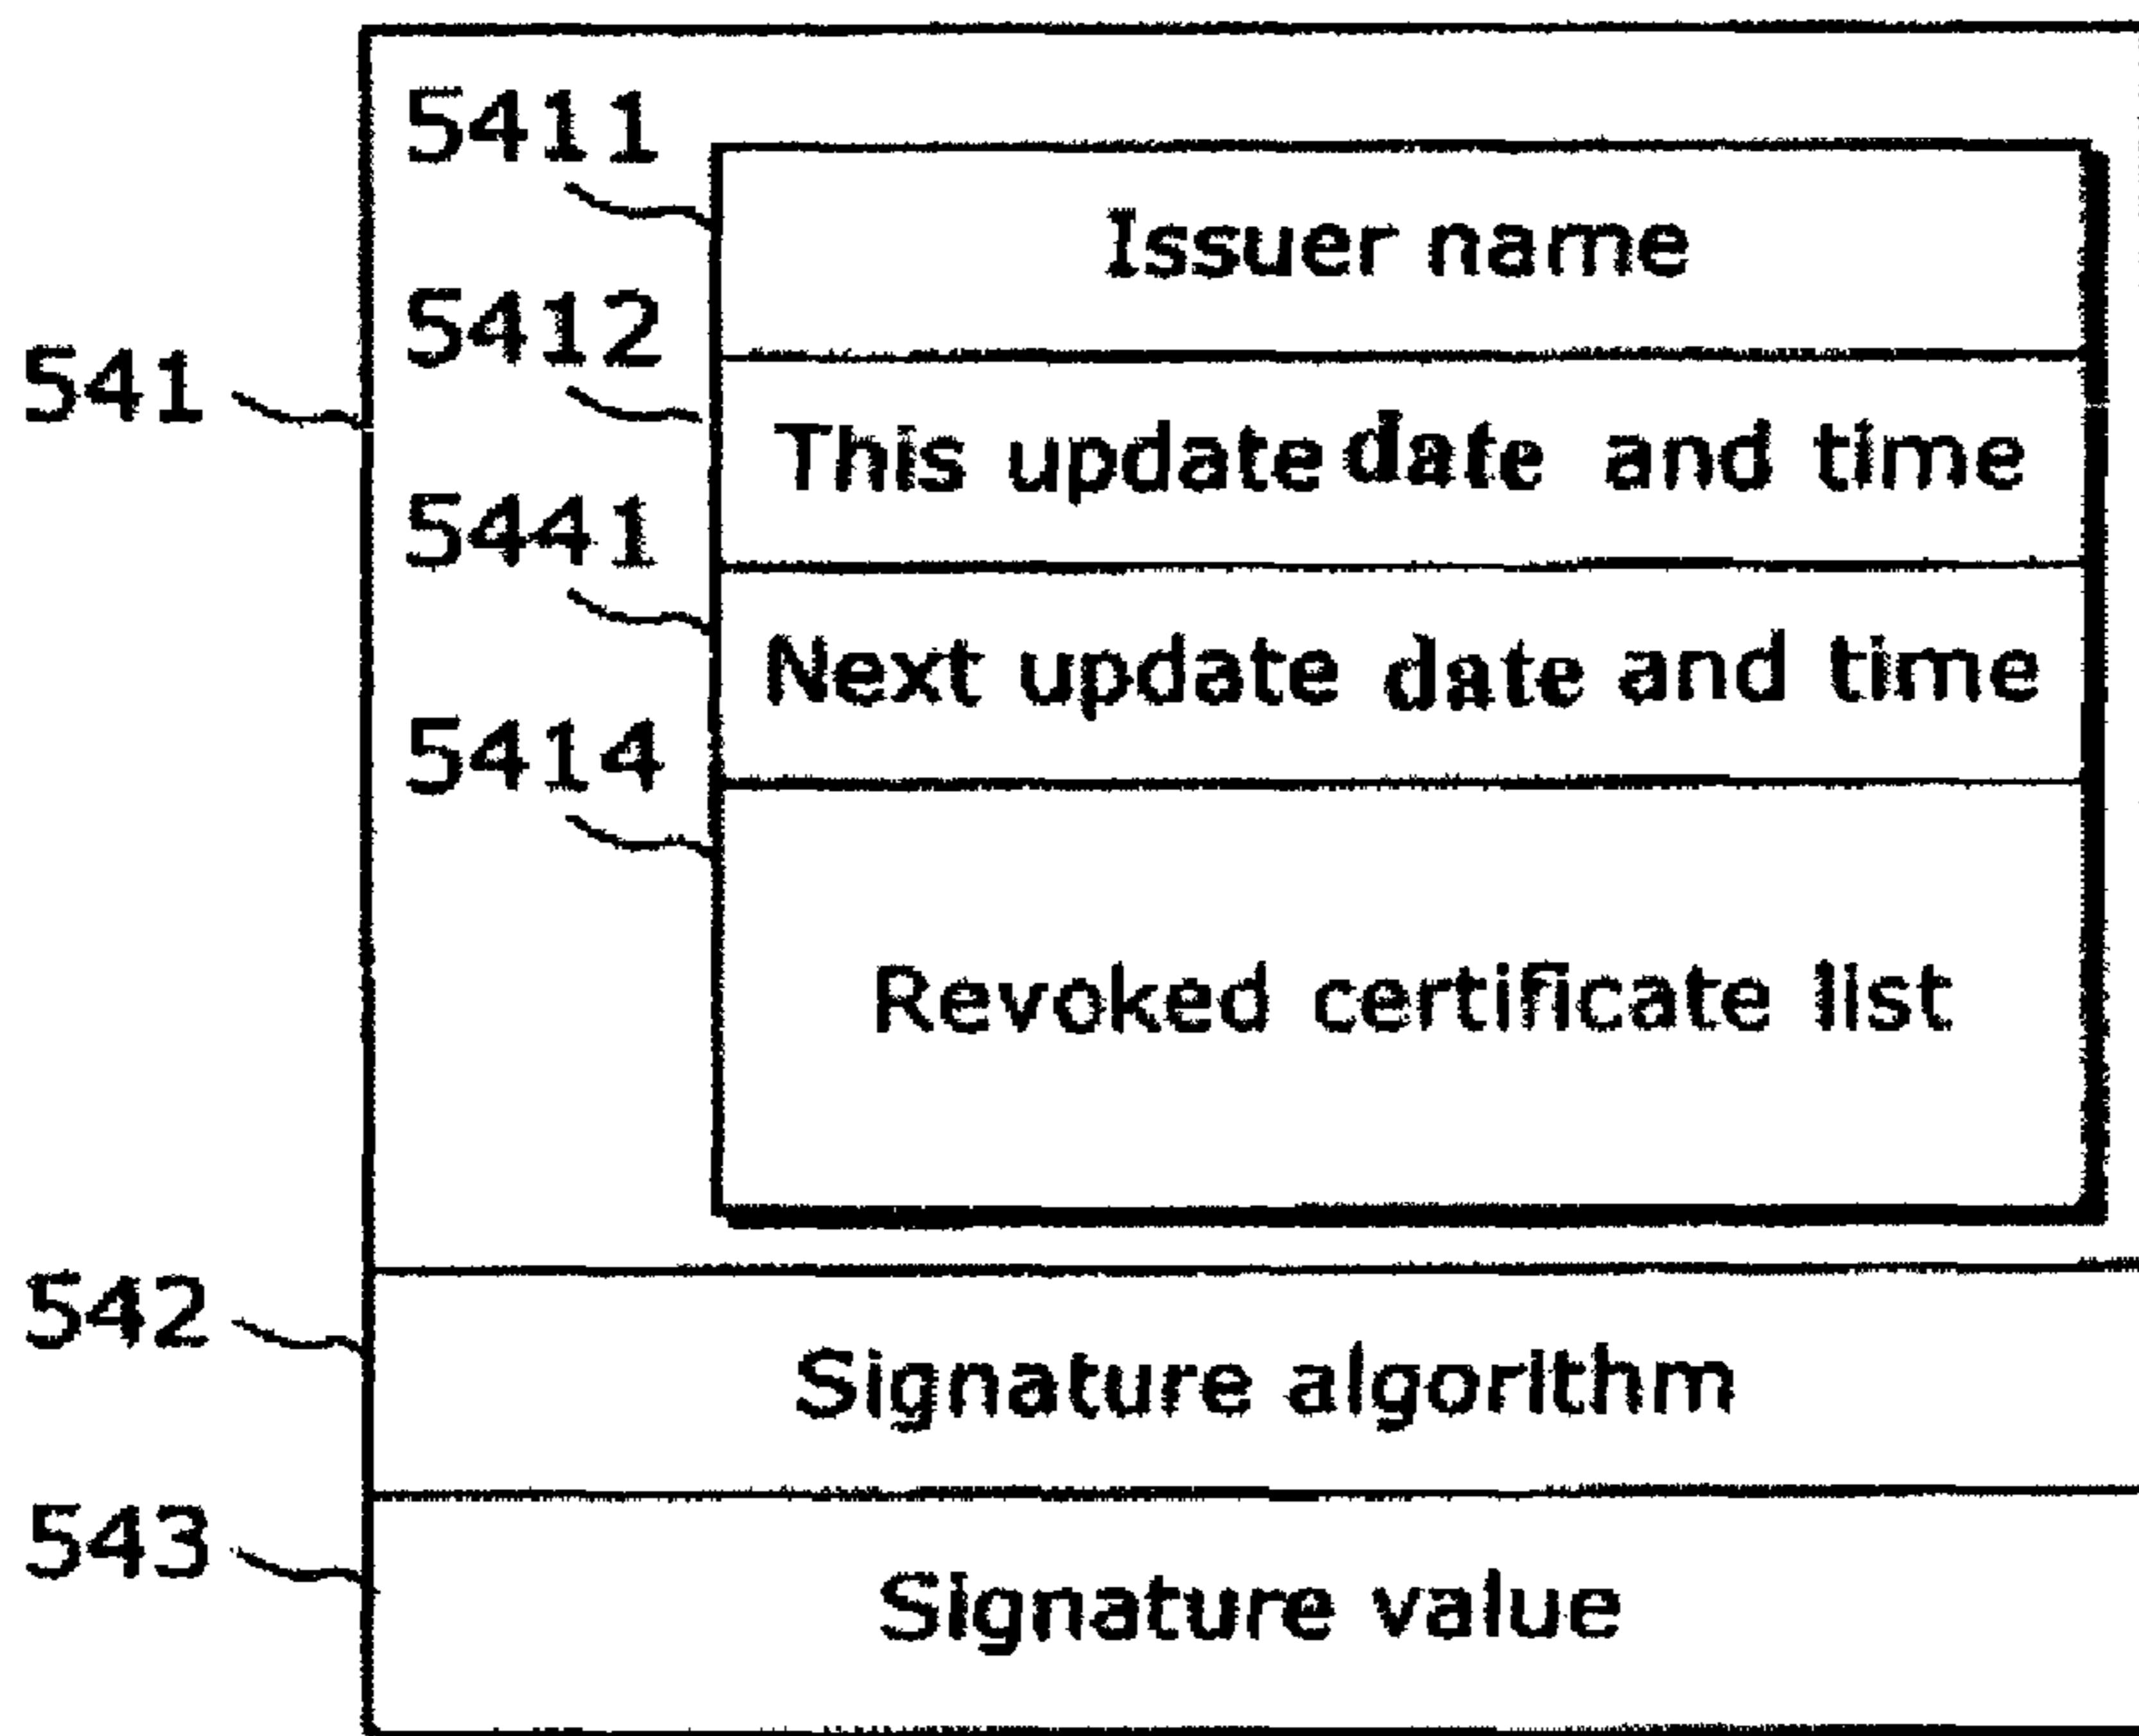 5411
Issuer name
5412
541
This update date and time
5441
Next update date and time
5414
Revoked certificate list
542
Signature algorithm
543
Signature value